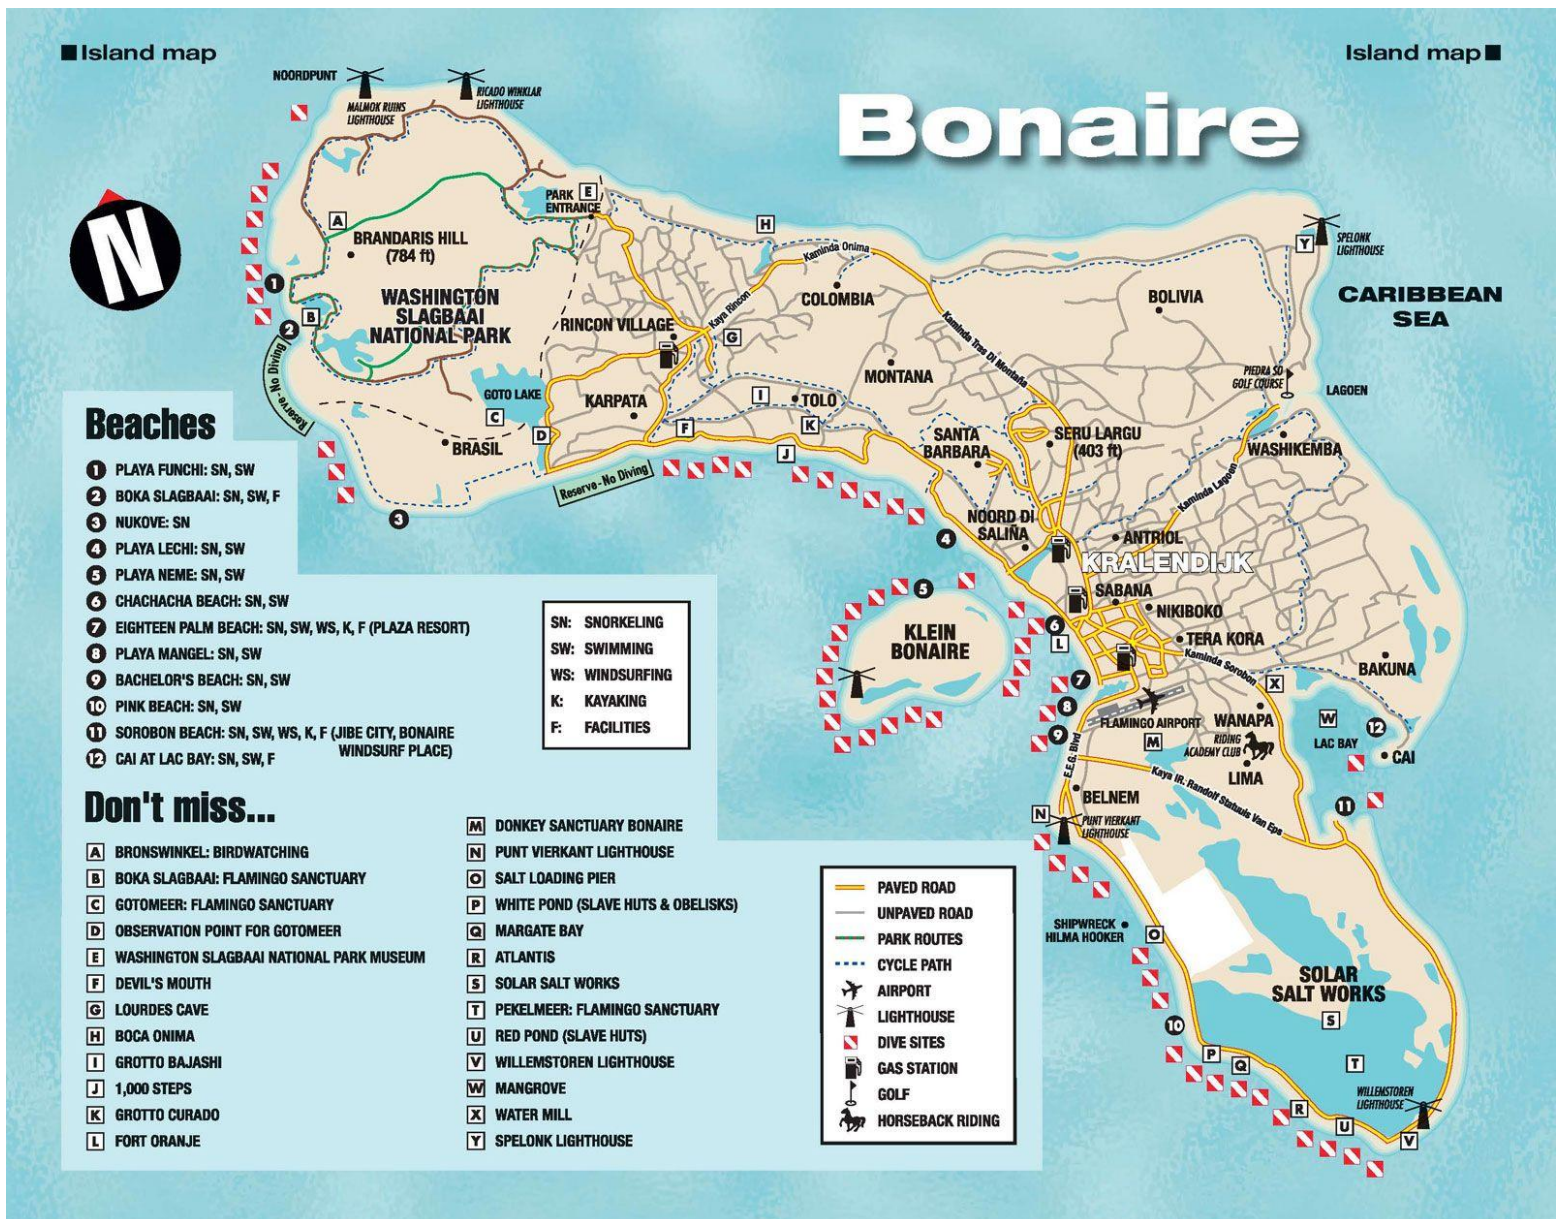 Island map
Island map
Bonaire
NOORDPUNT
MALMOK RUINS
LIGHTHOUSE
RICADO WINKLAR
LIGHTHOUSE
N
PARK
ENTRANCE
E
A
H
BRANDARIS HILL
(784 ft)
Kaminda Onima
Y
SPELONK
LIGHTHOUSE
1
2
B
WASHINGTON
SLAGBAAI
NATIONAL PARK
COLOMBIA
BOLIVIA
CARIBBEAN
SEA
RINCON VILLAGE
Kaya Rincon
G
Kaminda Tras Di Montaña
Reserve - No Diving
MONTANA
PIEDRA SO
GOLF COURSE
LAGOEN
GOTO LAKE
C
D
KARPATA
I
TOLO
K
F
J
BRASIL
SANTA
BARBARA
SERU LARGU
(403 ft)
WASHIKEMBA
Kaminda Lagoen
Reserve - No Diving
3
NOORD DI
SALIÑA
4
ANTRIOL
KRALENDIJK
5
SABANA
NIKIBOKO
KLEIN
BONAIRE
6
L
TERA KORA
Kaminda Sorobon
BAKUNA
X
7
8
9
FLAMINGO AIRPORT
WANAPA
W
12
LAC BAY
CAI
M
RIDING
ACADEMY CLUB
LIMA
E.E.G. Blvd
Kaya IR. Randolf Statuuis Van Eps
BELNEM
11
N
PUNT VIERKANT
LIGHTHOUSE
SHIPWRECK
HILMA HOOKER
O
SOLAR
SALT WORKS
S
10
P
Q
T
R
U
V
WILLEMSTOREN
LIGHTHOUSE
Beaches
1 PLAYA FUNCHI: SN, SW
2 BOKA SLAGBAAI: SN, SW, F
3 NUKOVE: SN
4 PLAYA LECHI: SN, SW
5 PLAYA NEME: SN, SW
6 CHACHACHA BEACH: SN, SW
7 EIGHTEEN PALM BEACH: SN, SW, WS, K, F (PLAZA RESORT)
8 PLAYA MANGEL: SN, SW
9 BACHELOR'S BEACH: SN, SW
10 PINK BEACH: SN, SW
11 SOROBON BEACH: SN, SW, WS, K, F (JIBE CITY, BONAIRE
WINDSURF PLACE)
12 CAI AT LAC BAY: SN, SW, F
SN: SNORKELING
SW: SWIMMING
WS: WINDSURFING
K: KAYAKING
F: FACILITIES
Don't miss...
A BRONSWINKEL: BIRDWATCHING
B BOKA SLAGBAAI: FLAMINGO SANCTUARY
C GOTOMEER: FLAMINGO SANCTUARY
D OBSERVATION POINT FOR GOTOMEER
E WASHINGTON SLAGBAAI NATIONAL PARK MUSEUM
F DEVIL'S MOUTH
G LOURDES CAVE
H BOCA ONIMA
I GROTTO BAJASHI
J 1,000 STEPS
K GROTTO CURADO
L FORT ORANJE
M DONKEY SANCTUARY BONAIRE
N PUNT VIERKANT LIGHTHOUSE
O SALT LOADING PIER
P WHITE POND (SLAVE HUTS & OBELISKS)
Q MARGATE BAY
R ATLANTIS
S SOLAR SALT WORKS
T PEKELMEER: FLAMINGO SANCTUARY
U RED POND (SLAVE HUTS)
V WILLEMSTOREN LIGHTHOUSE
W MANGROVE
X WATER MILL
Y SPELONK LIGHTHOUSE
PAVED ROAD
UNPAVED ROAD
PARK ROUTES
CYCLE PATH
AIRPORT
LIGHTHOUSE
DIVE SITES
GAS STATION
GOLF
HORSEBACK RIDING